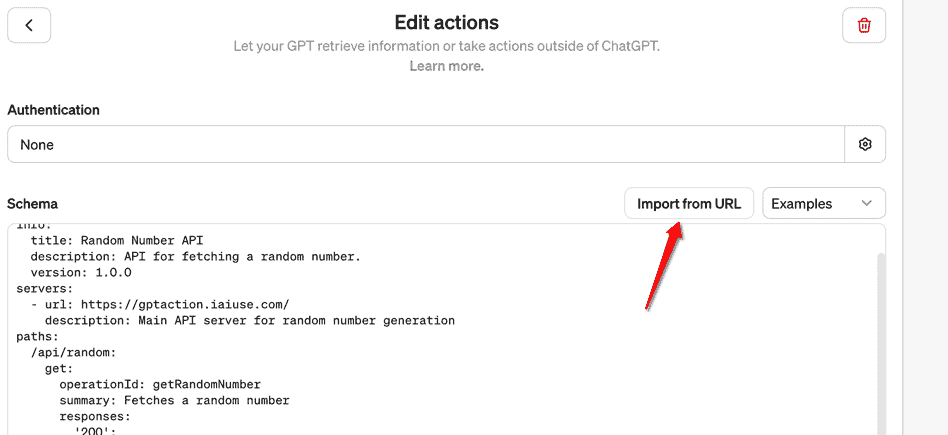 Edit actions
Let your GPT retrieve information or take actions outside of ChatGPT.
Learn more.
Authentication
None
Schema
Import from URL
Examples
info:
  title: Random Number API
  description: API for fetching a random number.
  version: 1.0.0
servers:
  - url: https://gptaction.iaiuse.com/
    description: Main API server for random number generation
paths:
  /api/random:
    get:
      operationId: getRandomNumber
      summary: Fetches a random number
      responses:
        '200':